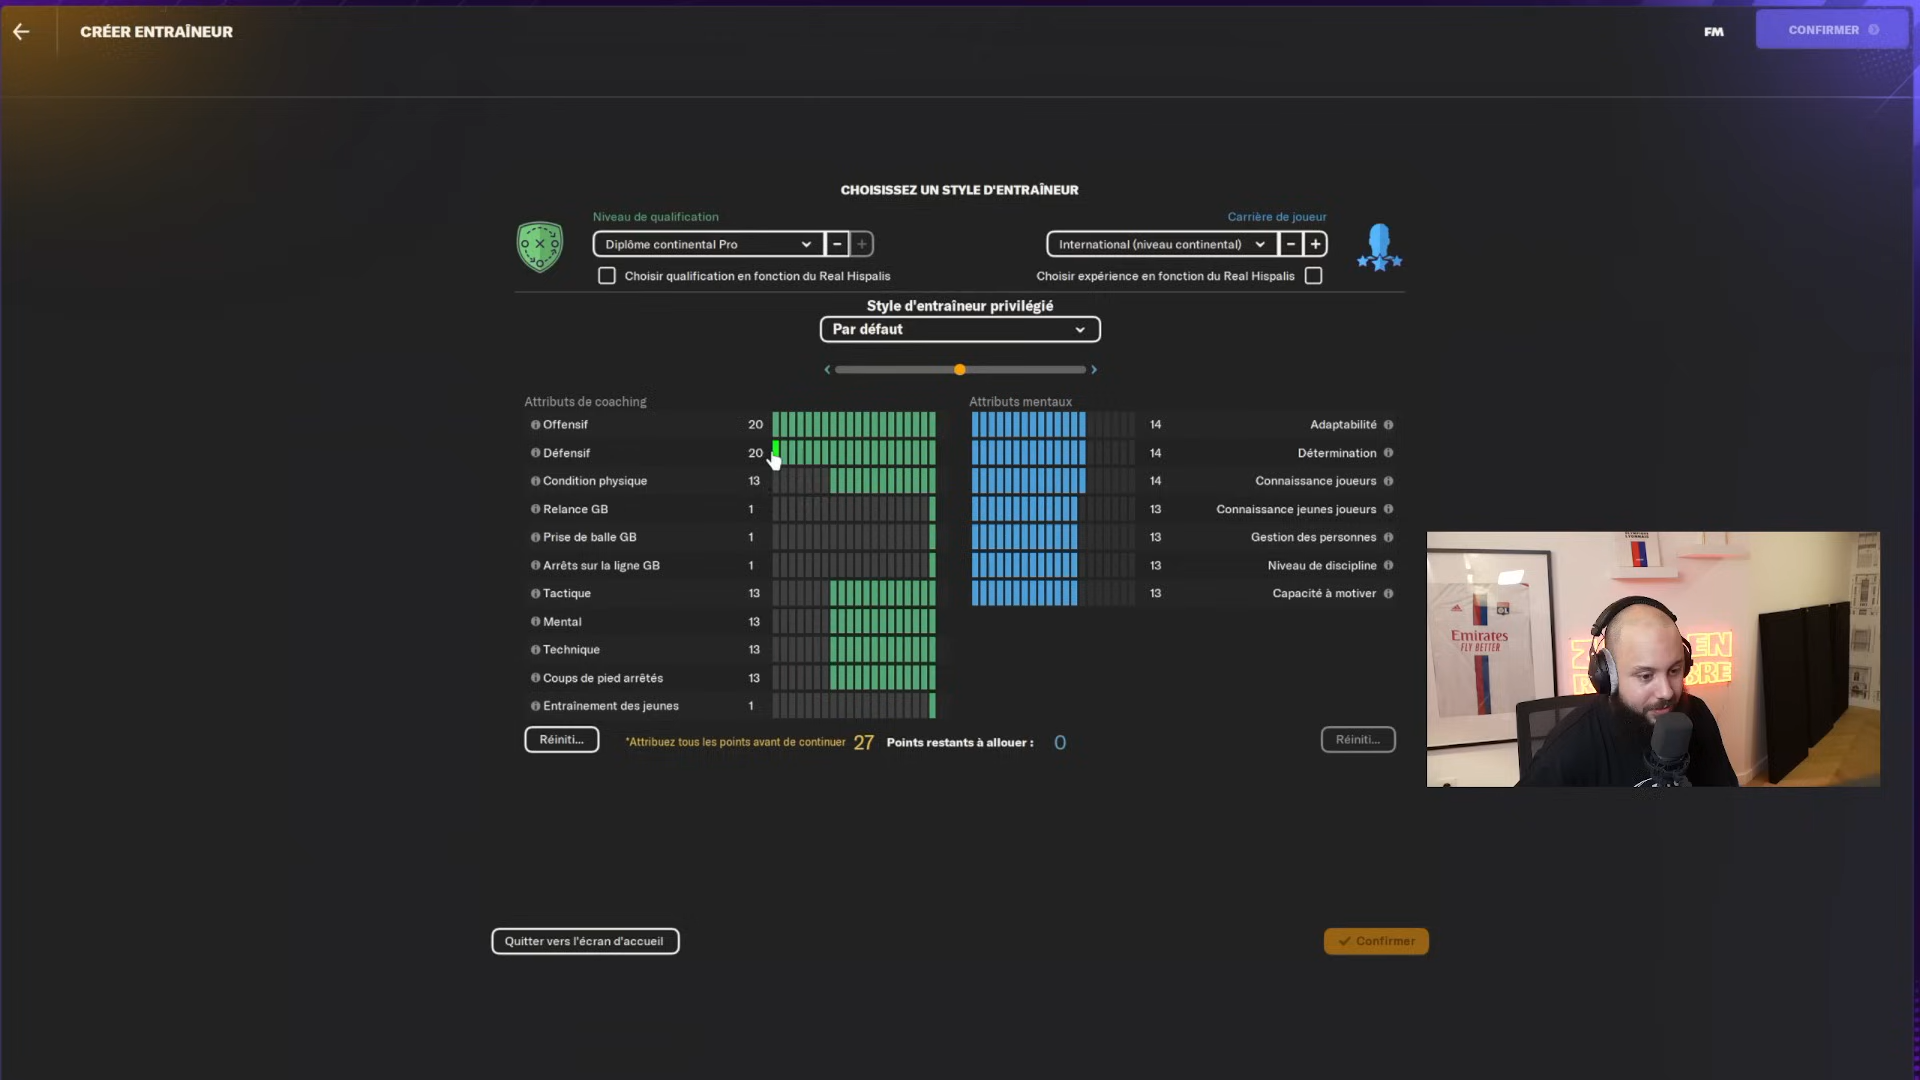 CRÉER ENTRAÎNEUR
FM
CONFIRMER
CHOISISSEZ UN STYLE D'ENTRAÎNEUR
Niveau de qualification
Carrière de joueur
Diplôme continental Pro
International (niveau continental)
Choisir qualification en fonction du Real Hispalis
Choisir expérience en fonction du Real Hispalis
Style d'entraîneur privilégié
Par défaut
Attributs de coaching
Attributs mentaux
Offensif 20
14 Adaptabilité
Défensif 20
14 Détermination
Condition physique 13
14 Connaissance joueurs
Relance GB 1
13 Connaissance jeunes joueurs
Prise de balle GB 1
13 Gestion des personnes
Arrêts sur la ligne GB 1
13 Niveau de discipline
Tactique 13
13 Capacité à motiver
Mental 13
Technique 13
Coups de pied arrêtés 13
Entraînement des jeunes 1
Réiniti...
*Attribuez tous les points avant de continuer 27 Points restants à allouer : 0
Réiniti...
Quitter vers l'écran d'accueil
Confirmer
Emirates
FLY BETTER
OL